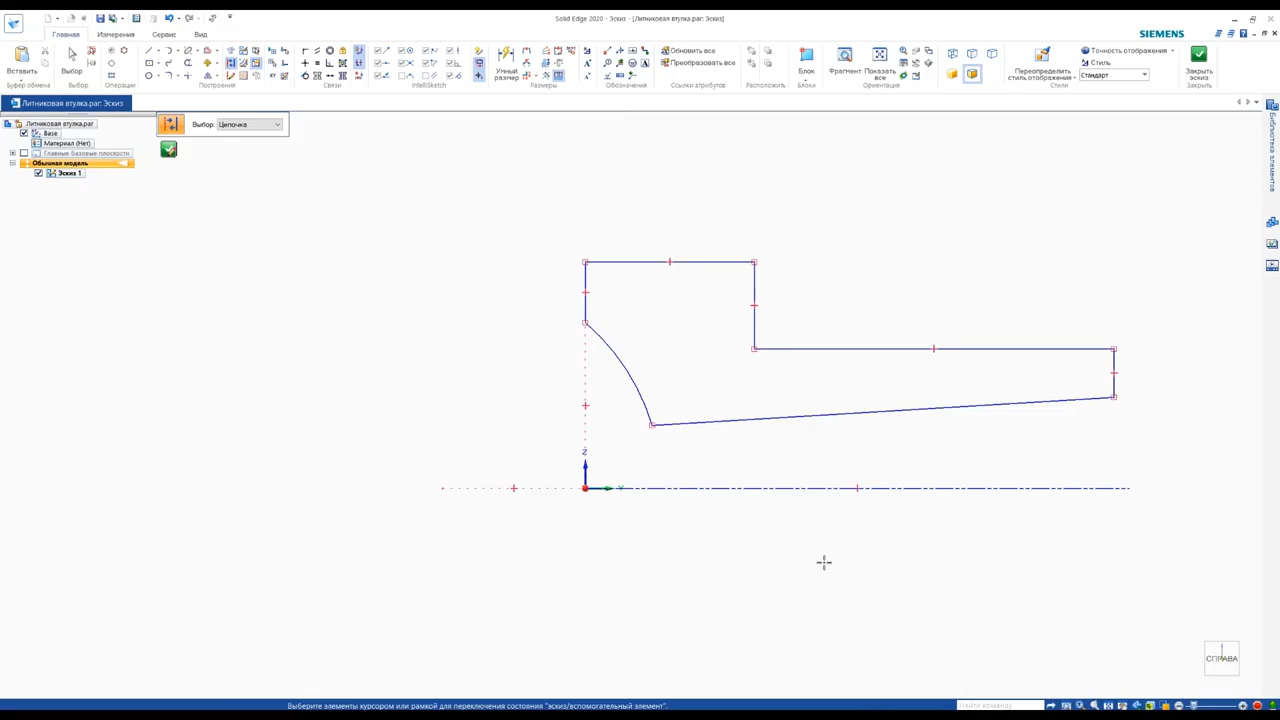 Solid Edge 2020 - Эскиз - [Литниковая втулка.par: Эскиз]
Главная Измерения Сервис Вид
SIEMENS
Вставить
Выбор
Умный размер
Обновить все
Преобразовать все
Блок
Фрагмент
Показать все
Переопределить стиль отображения
Точность отображения
Стиль
Стандарт
Закрыть эскиз
Буфер обмена Выбор Операции Построения Связи IntelliSketch Размеры Обозначения Ссылки атрибутов Расположить Блоки Ориентация Стили Закрыть
Литниковая втулка.par: Эскиз
Литниковая втулка.par
Base
Материал (Нет)
Главные базовые плоскости
Обычная модель
Эскиз 1
Выбор: Цепочка
Библиотека элементов
Z
Y
СПРАВА
Выберите элементы курсором или рамкой для переключения состояния "эскиз/вспомогательный элемент".
Найти команду